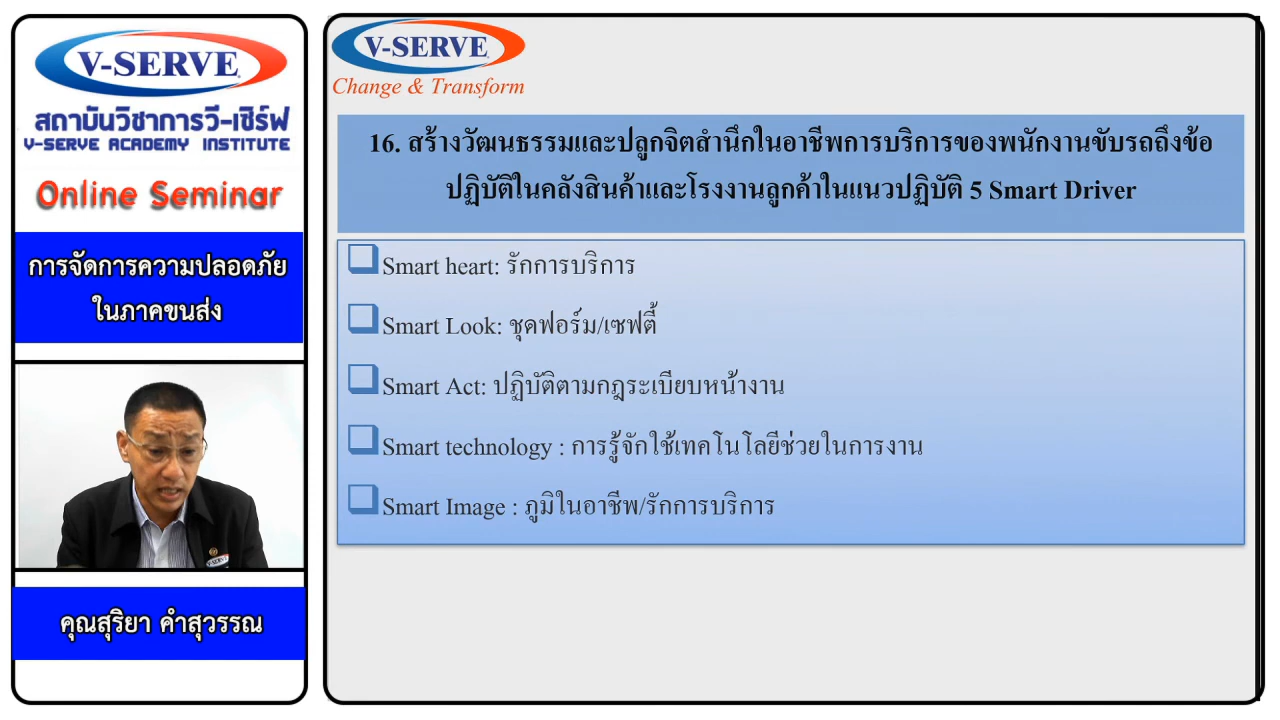 V-SERVE
สถาบันวิชาการวี-เซิร์ฟ
V-SERVE ACADEMY INSTITUTE
Online Seminar
การจัดการความปลอดภัย
ในภาคขนส่ง
V-SERVE
คุณสุริยา คำสุวรรณ
V-SERVE
Change & Transform
16. สร้างวัฒนธรรมและปลูกจิตสำนึกในอาชีพการบริการของพนักงานขับรถถึงข้อ
ปฏิบัติในคลังสินค้าและโรงงานลูกค้าในแนวปฏิบัติ 5 Smart Driver
Smart heart: รักการบริการ
Smart Look: ชุดฟอร์ม/เซฟตี้
Smart Act: ปฏิบัติตามกฎระเบียบหน้างาน
Smart technology : การรู้จักใช้เทคโนโลยีช่วยในการงาน
Smart Image : ภูมิในอาชีพ/รักการบริการ